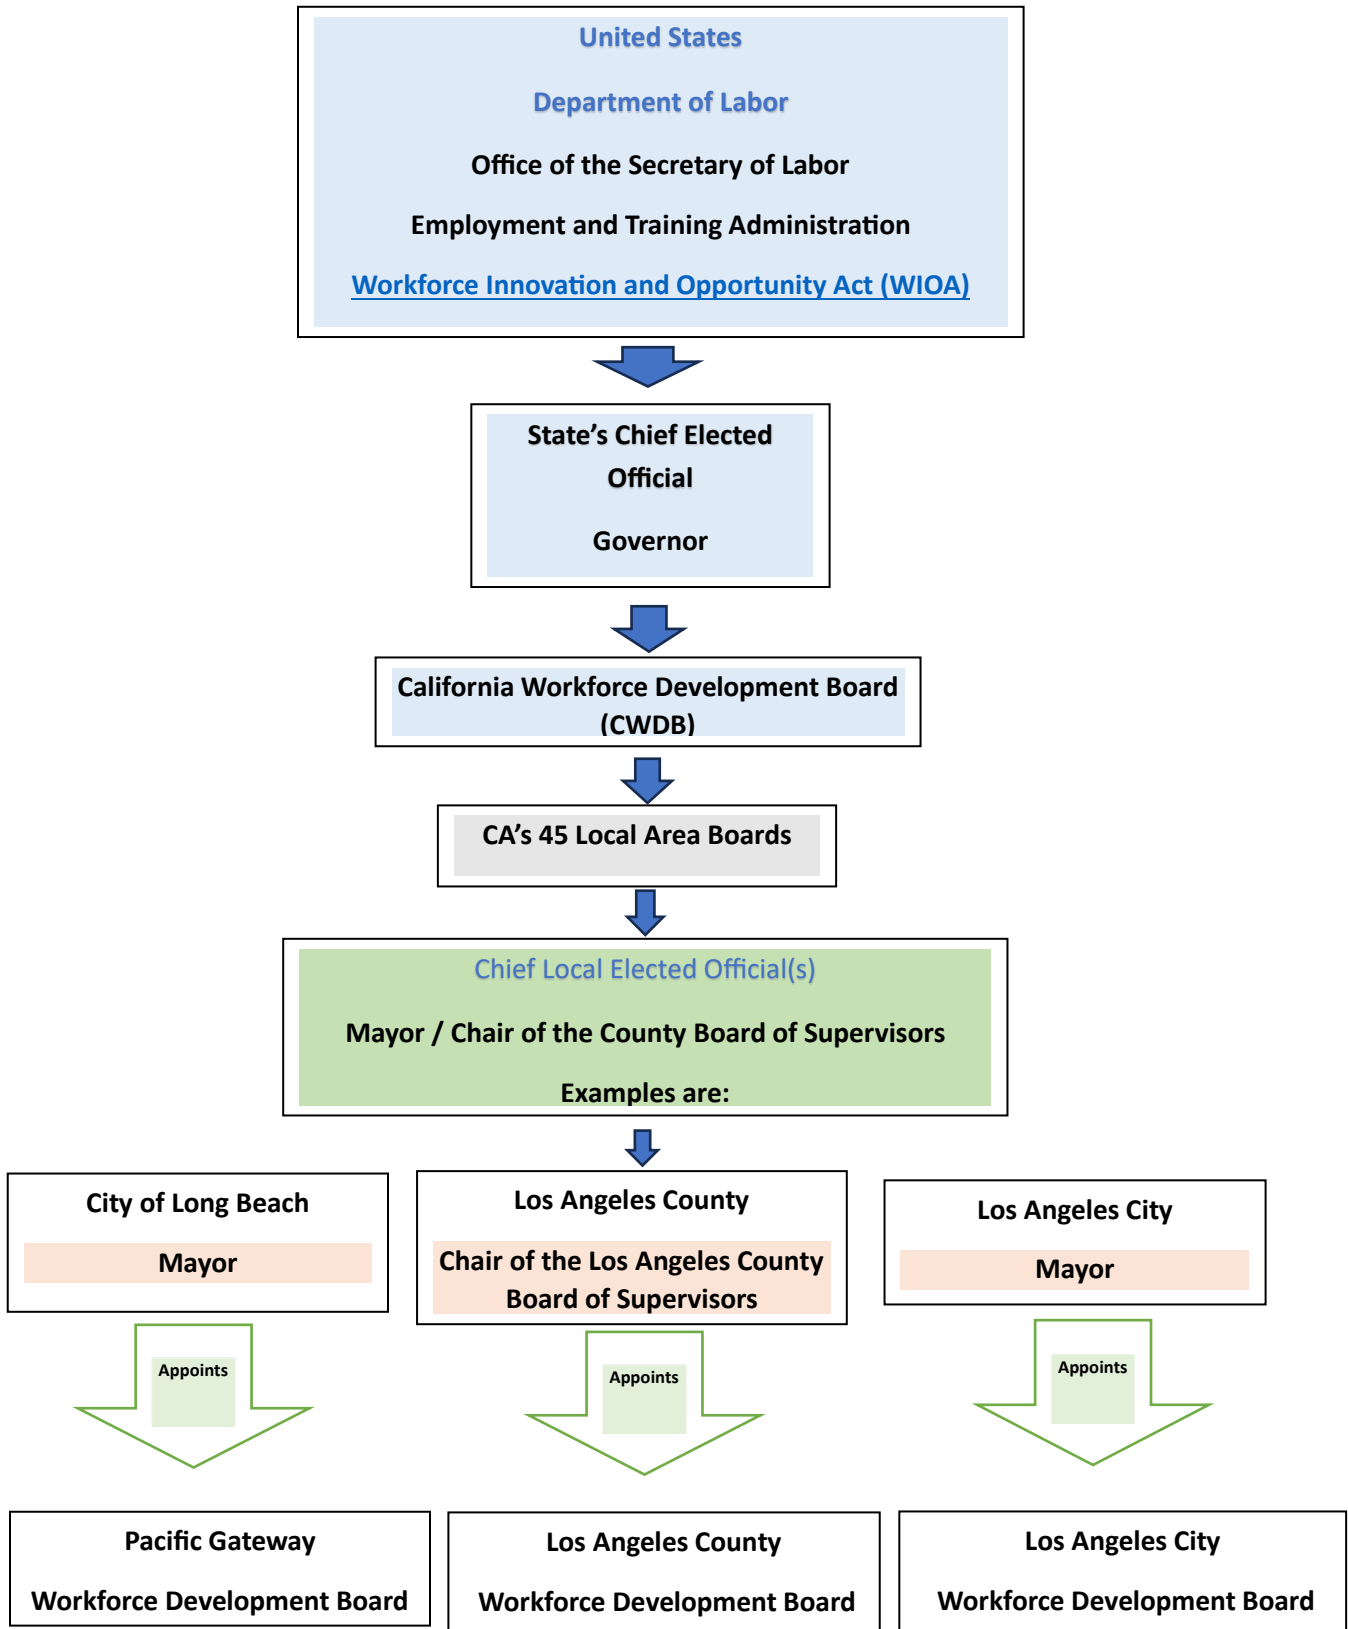 United States
Department of Labor
Office of the Secretary of Labor
Employment and Training Administration
Workforce Innovation and Opportunity Act (WIOA)
State’s Chief Elected
Official
Governor
California Workforce Development Board
(CWDB)
CA’s 45 Local Area Boards
Chief Local Elected Official(s)
Mayor / Chair of the County Board of Supervisors
Examples are:
City of Long Beach
Mayor
Los Angeles County
Chair of the Los Angeles County
Board of Supervisors
Los Angeles City
Mayor
Appoints
Appoints
Appoints
Pacific Gateway
Workforce Development Board
Los Angeles County
Workforce Development Board
Los Angeles City
Workforce Development Board